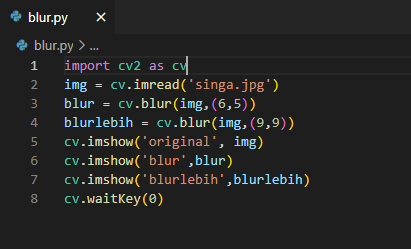 blur.py
blur.py > ...
1 import cv2 as cv
2 img = cv.imread('singa.jpg')
3 blur = cv.blur(img,(6,5))
4 blurlebih = cv.blur(img,(9,9))
5 cv.imshow('original', img)
6 cv.imshow('blur',blur)
7 cv.imshow('blurlebih',blurlebih)
8 cv.waitKey(0)